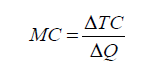 MC = ΔTC / ΔQ